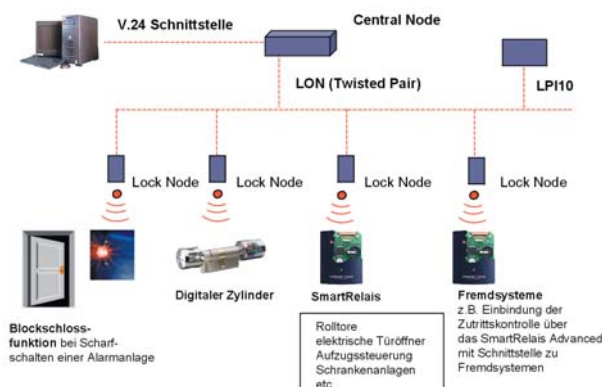 V.24 Schnittstelle
Central Node
LON (Twisted Pair)
LPI10
Lock Node
Lock Node
Lock Node
Lock Node
Digitaler Zylinder
SmartRelais
Fremdsysteme
z.B. Einbindung der
Zutrittskontrolle über
das SmartRelais Advanced
mit Schnittstelle zu
Fremdsystemen
Blockschloss-
funktion bei Scharf-
schalten einer Alarmanlage
Rolltore
elektrische Türöffner
Aufzugssteuerung
Schrankenanlagen
etc.